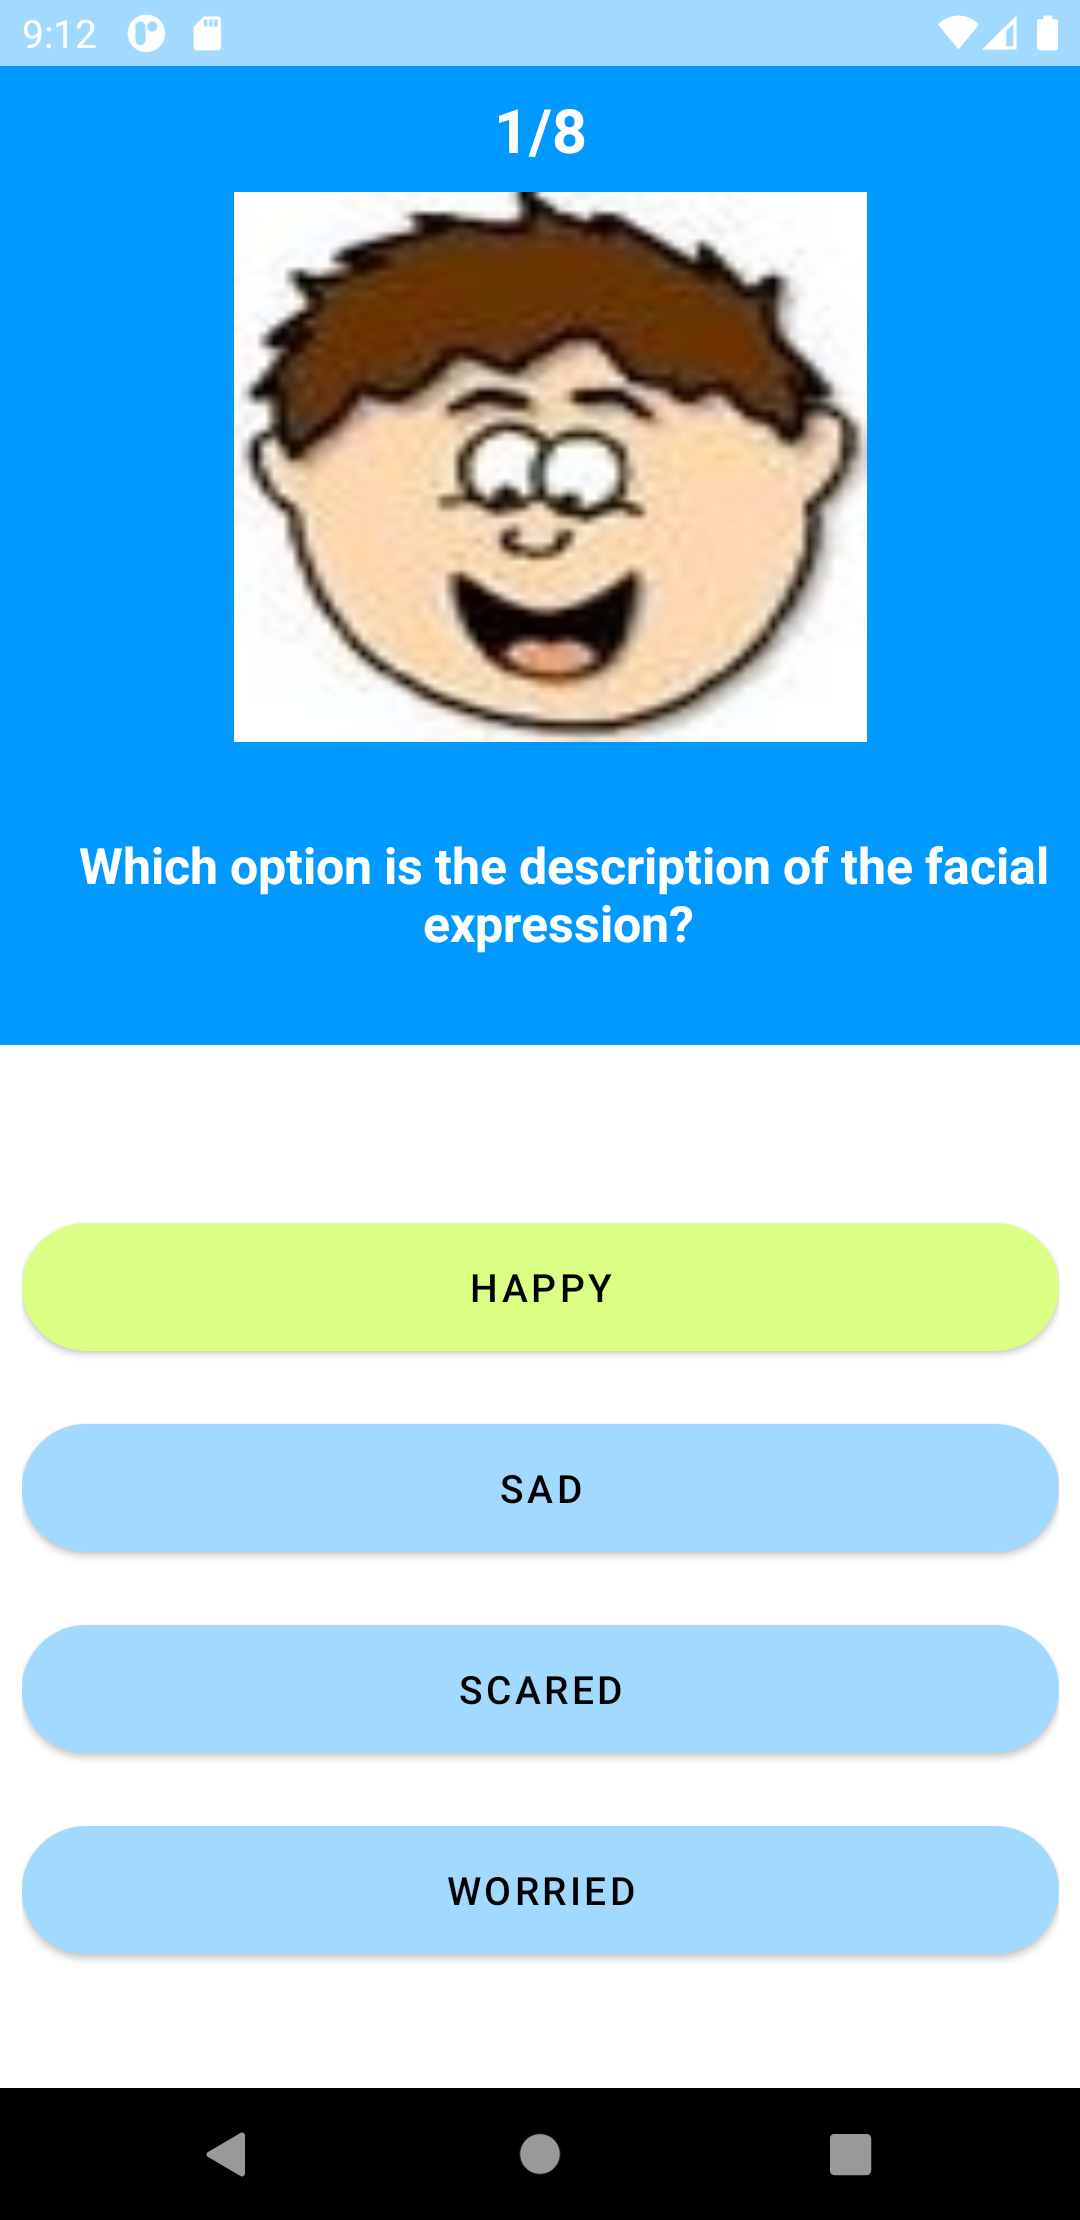 9:12
1/8
Which option is the description of the facial
expression?
HAPPY
SAD
SCARED
WORRIED